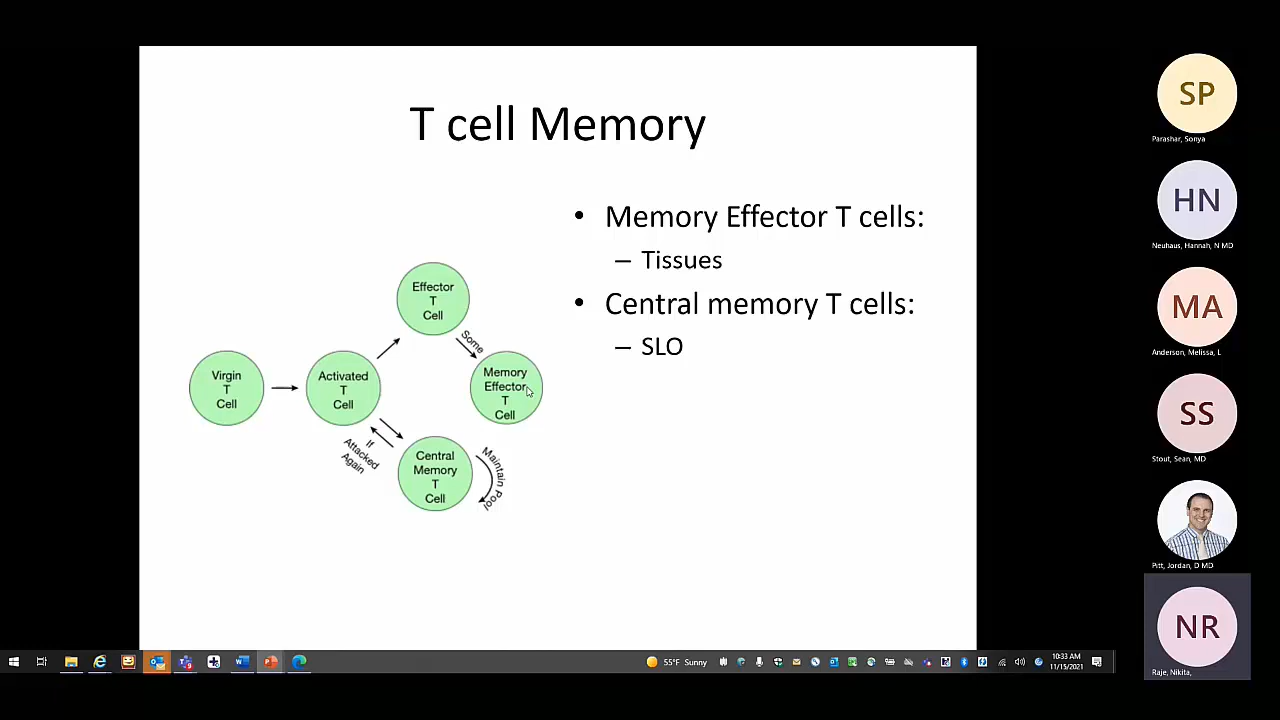 T cell Memory
• Memory Effector T cells:
– Tissues
• Central memory T cells:
– SLO
Effector
T
Cell
Some
Virgin
T
Cell
Activated
T
Cell
Memory
Effector
T
Cell
If
Attacked
Again
Central
Memory
T
Cell
Maintain Pool
SP
Parashar, Sonya
HN
Neuhaus, Hannah, N MD
MA
Anderson, Melissa, L
SS
Stout, Sean, MD
Pitt, Jordan, D MD
NR
Raje, Nikita,
55°F Sunny
10:33 AM
11/15/2021